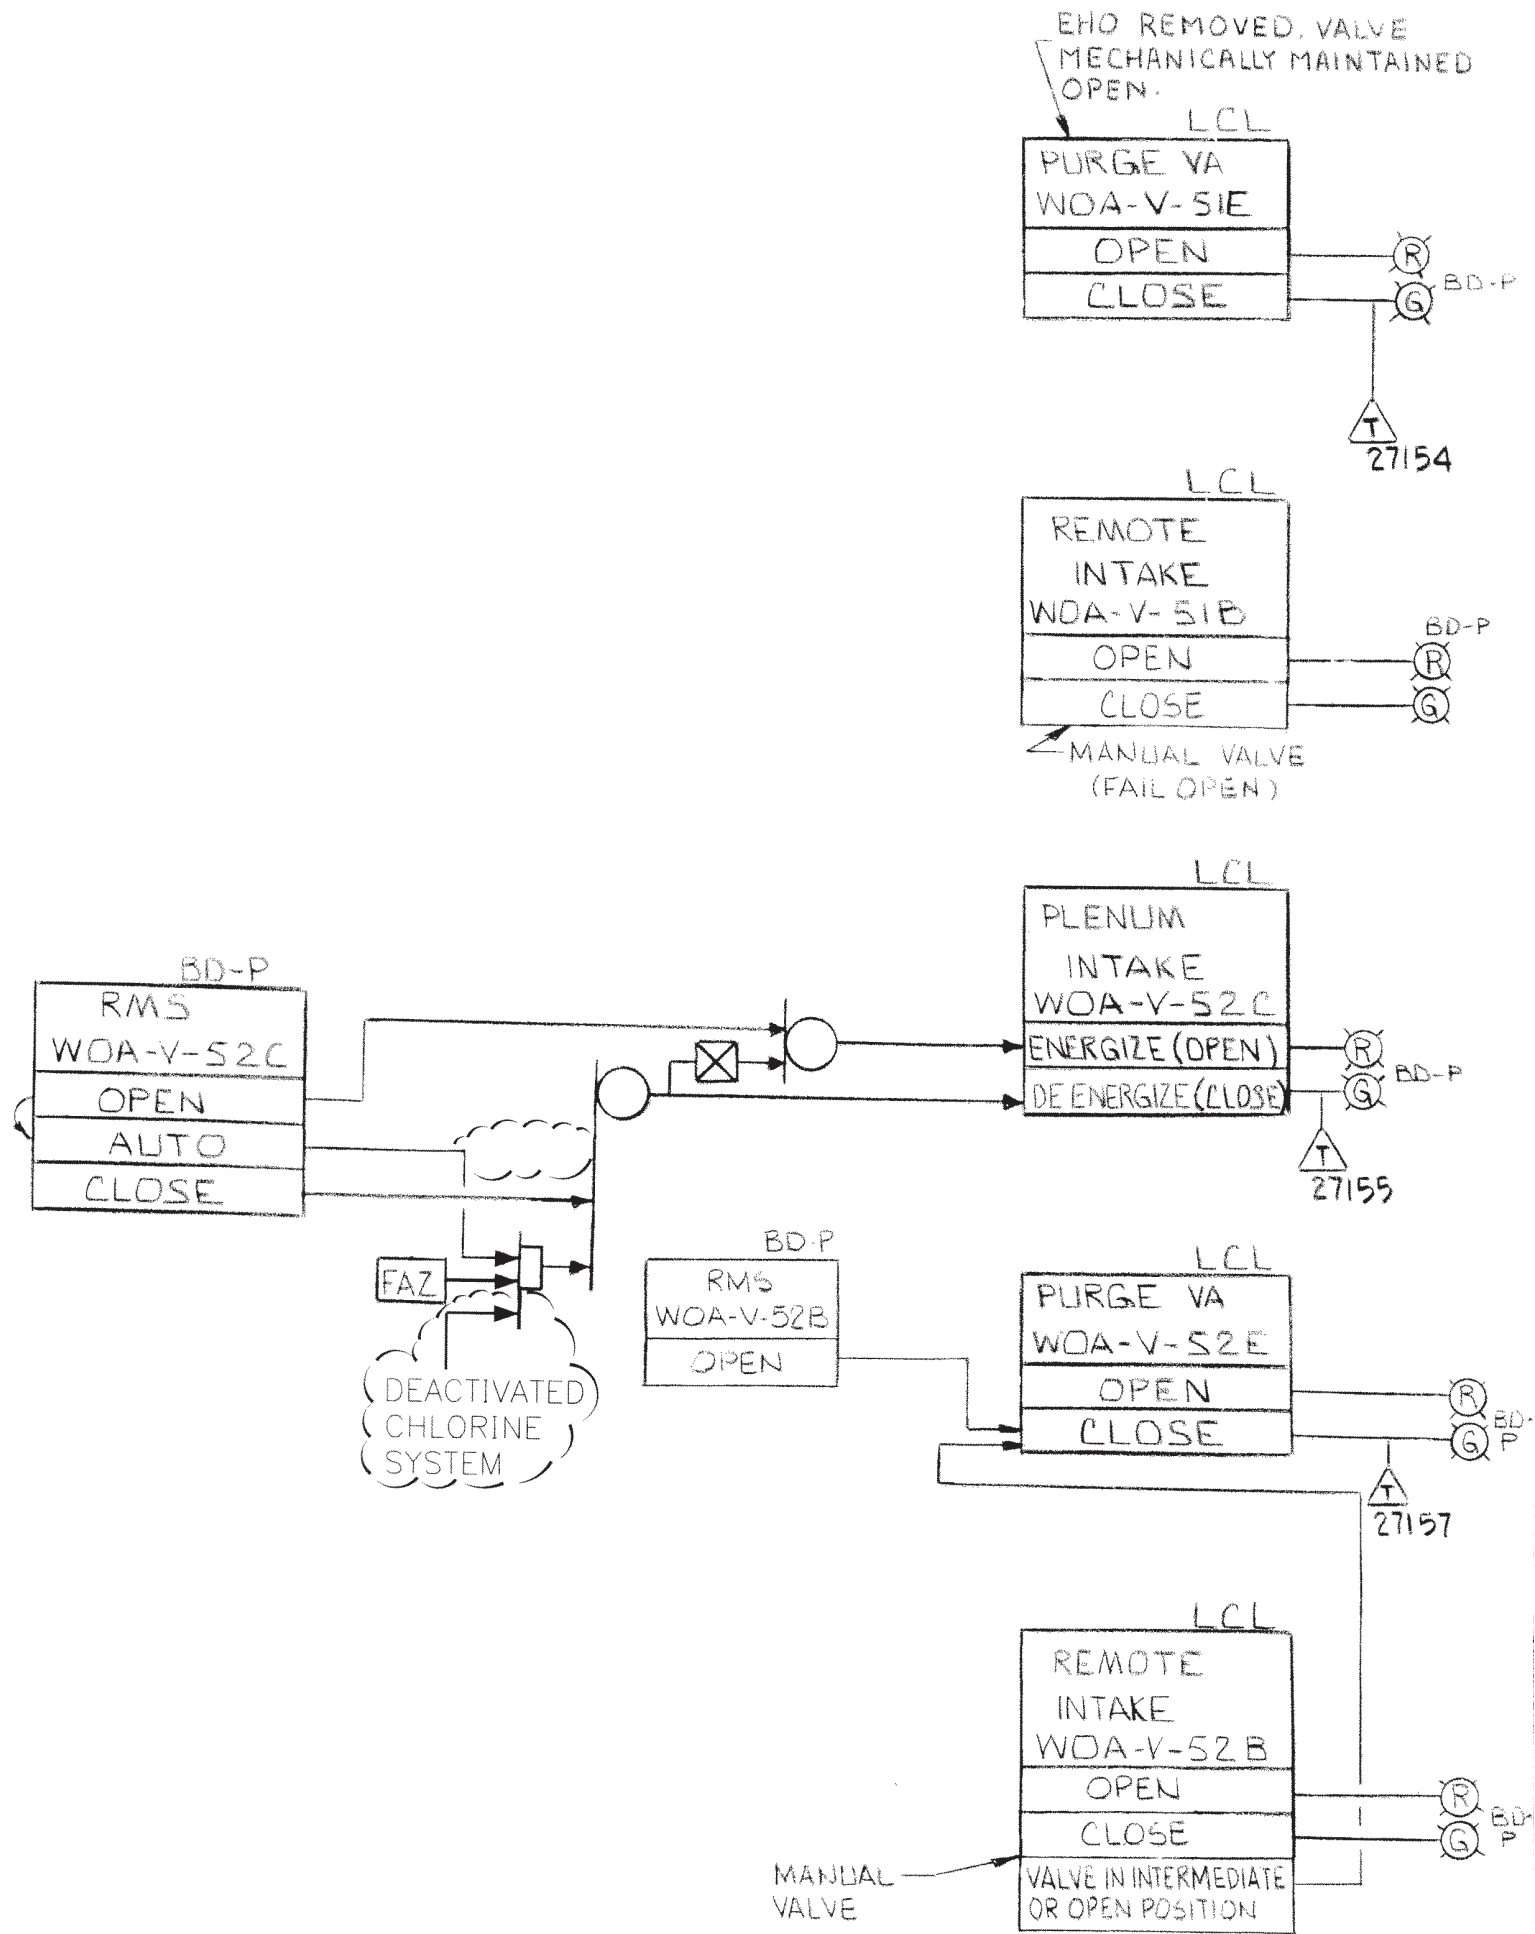 EHO REMOVED. VALVE
MECHANICALLY MAINTAINED
OPEN.
LCL
PURGE VA
WOA-V-51E
OPEN
R
BD-P
CLOSE
G
T
27154
LCL
REMOTE
INTAKE
WOA-V-51B
BD-P
OPEN
R
CLOSE
G
MANUAL VALVE
(FAIL OPEN)
LCL
PLENUM
INTAKE
WOA-V-52C
ENERGIZE (OPEN)
R
BD-P
DE ENERGIZE (CLOSE)
G
T
27155
BD-P
RMS
WOA-V-52C
OPEN
AUTO
CLOSE
FAZ
DEACTIVATED
CHLORINE
SYSTEM
BD-P
RMS
WOA-V-52B
OPEN
LCL
PURGE VA
WOA-V-52E
OPEN
R
BD-
P
CLOSE
G
T
27157
LCL
REMOTE
INTAKE
WOA-V-52B
OPEN
R
BD-
P
CLOSE
G
VALVE IN INTERMEDIATE
OR OPEN POSITION
MANUAL
VALVE